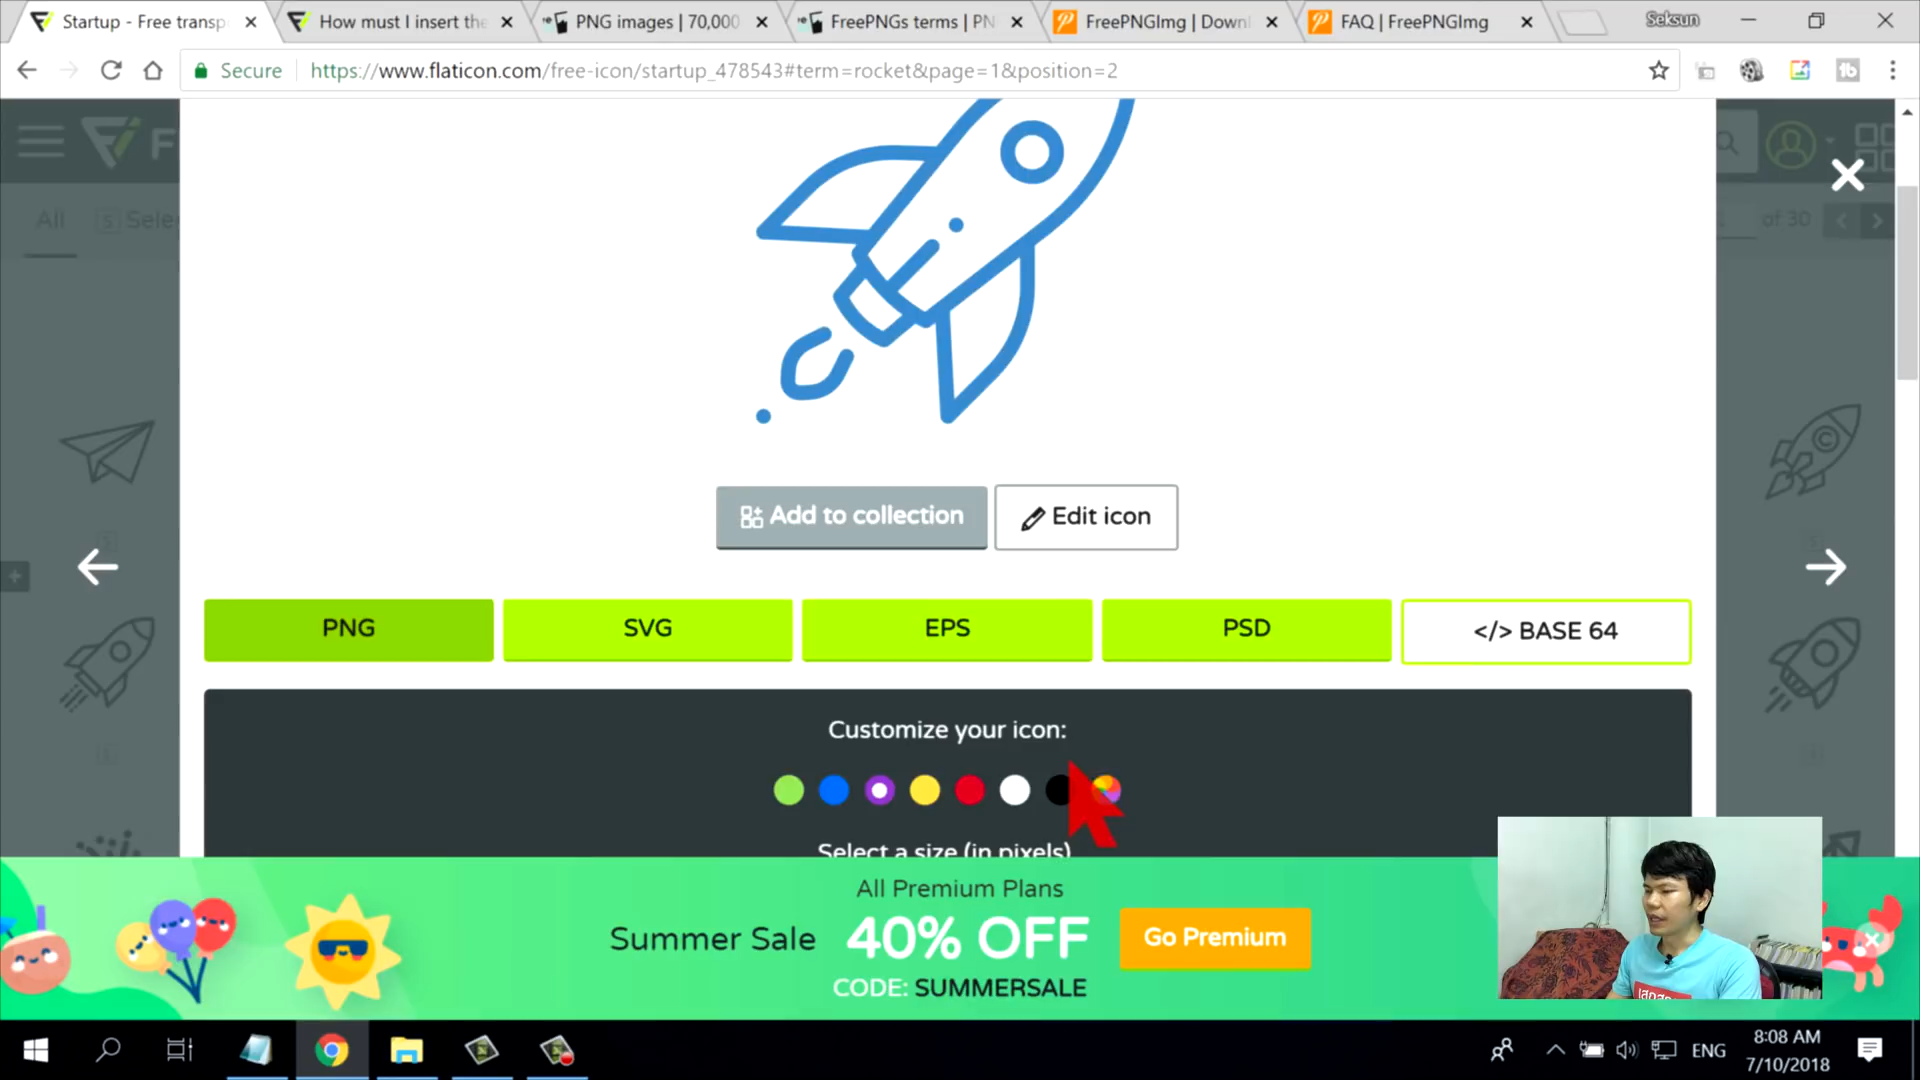 Startup - Free transp
How must I insert the
PNG images | 70,000
FreePNGs terms | PN
FreePNGImg | Downl
FAQ | FreePNGImg
Seksun
Secure
https://www.flaticon.com/free-icon/startup_478543#term=rocket&page=1&position=2
F
All
S Sele
of 30
Add to collection
Edit icon
PNG
SVG
EPS
PSD
</> BASE 64
Customize your icon:
Select a size (in pixels)
All Premium Plans
Summer Sale
40% OFF
Go Premium
CODE: SUMMERSALE
ENG
8:08 AM
7/10/2018